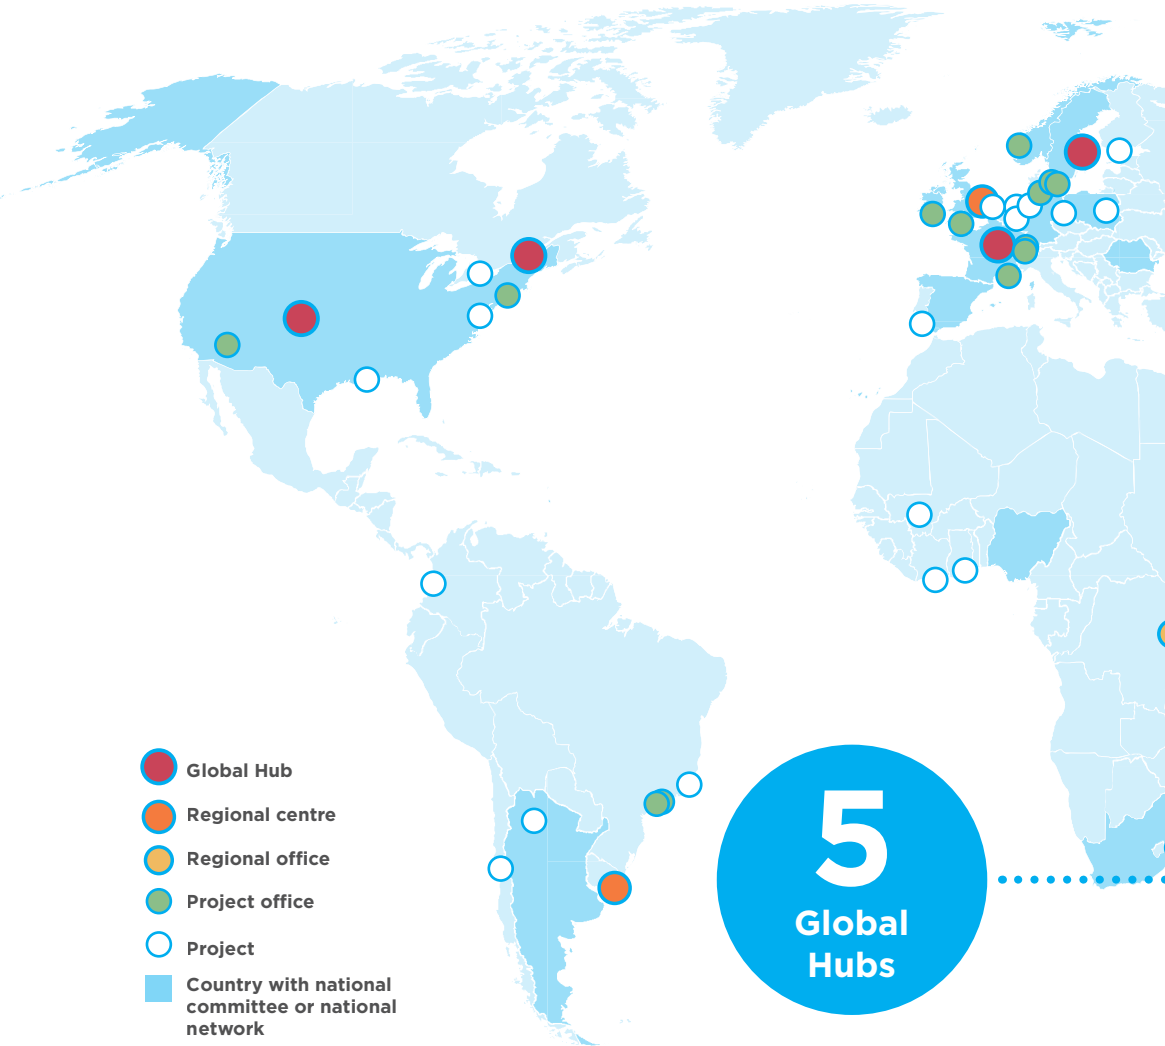 Global Hub
Regional centre
Regional office
Project office
Project
Country with national
committee or national
network
5
Global
Hubs